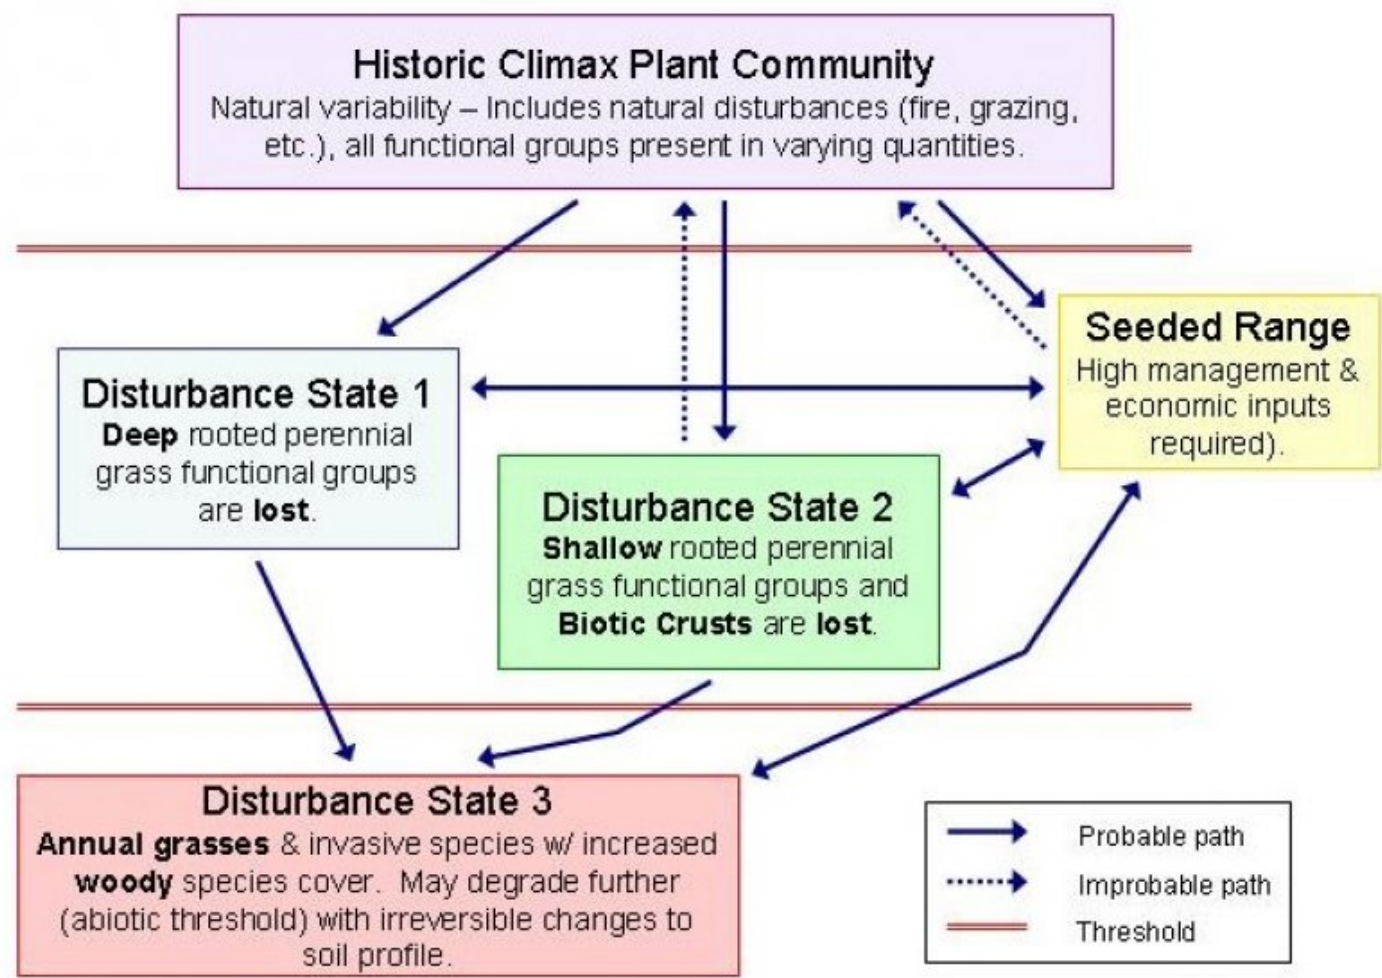 Historic Climax Plant Community
Natural variability – Includes natural disturbances (fire, grazing,
etc.), all functional groups present in varying quantities.
Seeded Range
High management &
economic inputs
required).
Disturbance State 1
Deep rooted perennial
grass functional groups
are lost.
Disturbance State 2
Shallow rooted perennial
grass functional groups and
Biotic Crusts are lost.
Disturbance State 3
Annual grasses & invasive species w/ increased
woody species cover. May degrade further
(abiotic threshold) with irreversible changes to
soil profile.
Probable path
Improbable path
Threshold